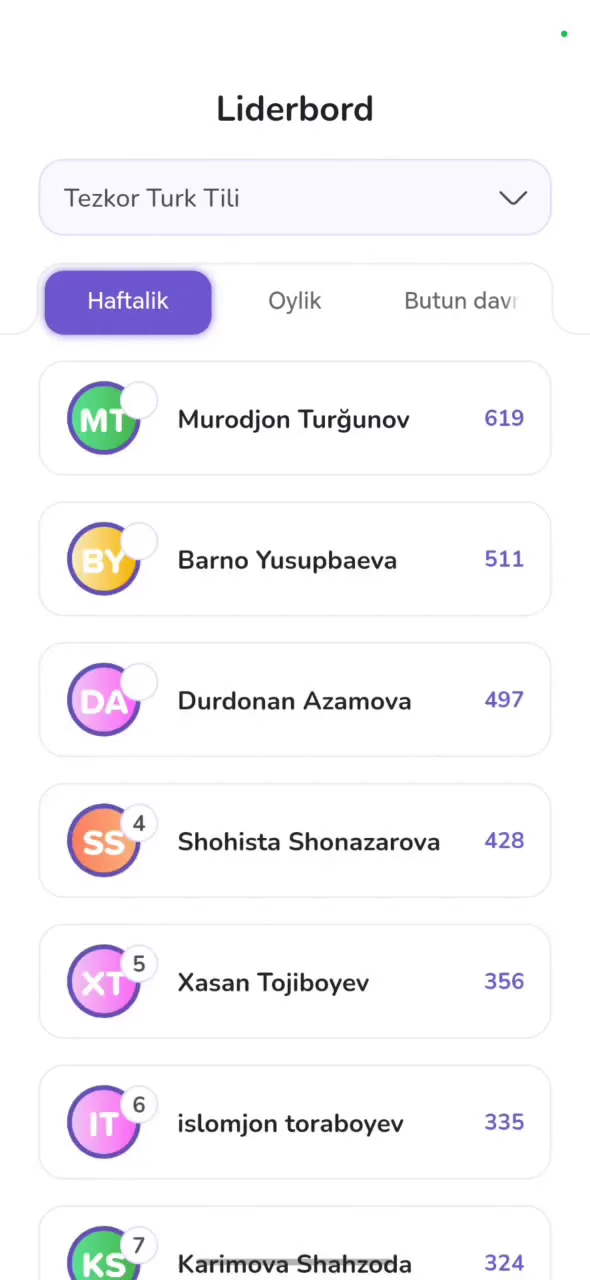 Liderbord
Tezkor Turk Tili
Haftalik Oylik Butun davr
MT Murodjon Turğunov 619
BY Barno Yusupbaeva 511
DA Durdonan Azamova 497
SS 4 Shohista Shonazarova 428
XT 5 Xasan Tojiboyev 356
IT 6 islomjon toraboyev 335
KS 7 Karimova Shahzoda 324